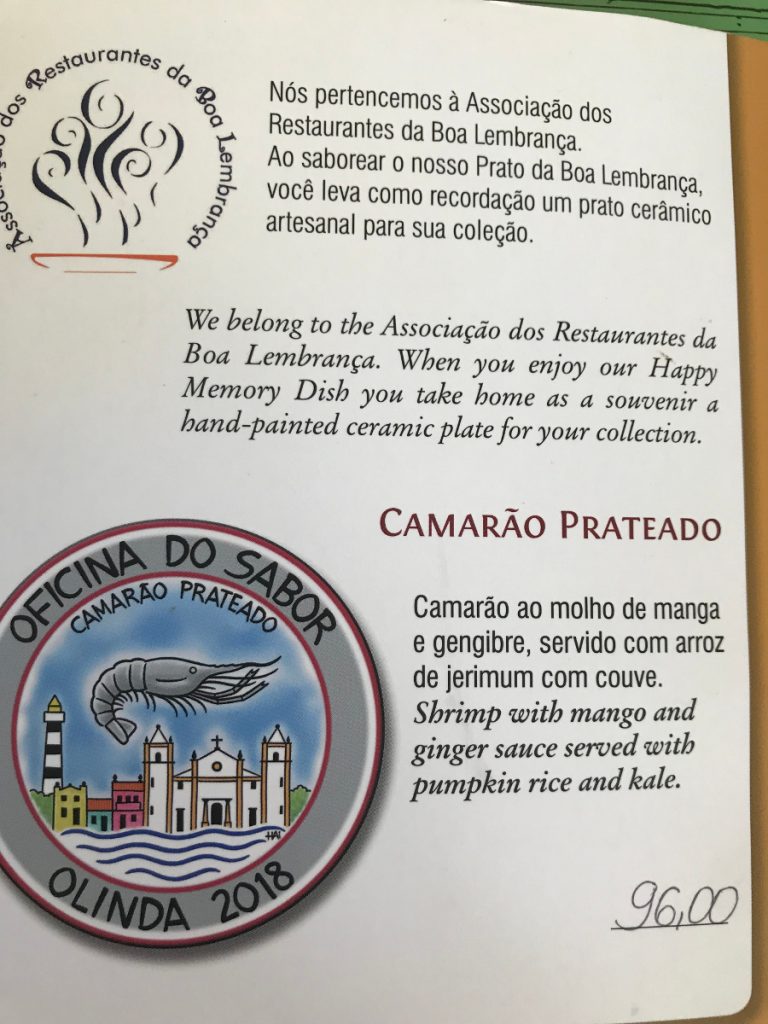 Associação dos Restaurantes da Boa Lembrança
Nós pertencemos à Associação dos
Restaurantes da Boa Lembrança.
Ao saborear o nosso Prato da Boa Lembrança,
você leva como recordação um prato cerâmico
artesanal para sua coleção.
We belong to the Associação dos Restaurantes da
Boa Lembrança. When you enjoy our Happy
Memory Dish you take home as a souvenir a
hand-painted ceramic plate for your collection.
CAMARÃO PRATEADO
OFICINA DO SABOR
CAMARÃO PRATEADO
HAI
OLINDA 2018
Camarão ao molho de manga
e gengibre, servido com arroz
de jerimum com couve.
Shrimp with mango and
ginger sauce served with
pumpkin rice and kale.
96,00